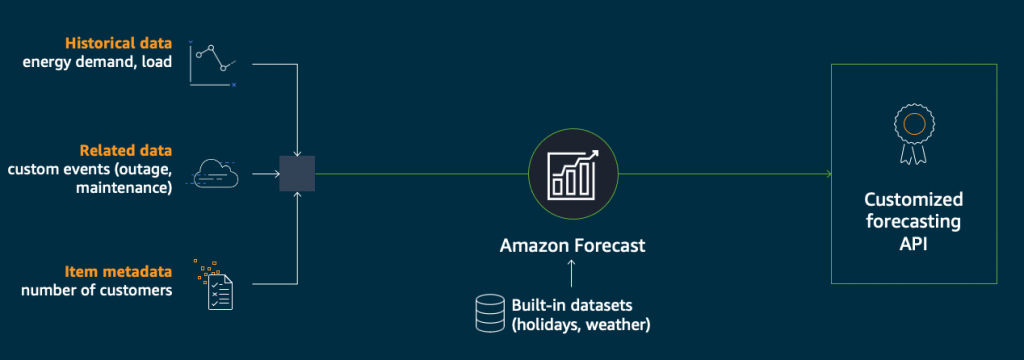 Historical data
energy demand, load
Related data
custom events (outage,
maintenance)
Item metadata
number of customers
Amazon Forecast
Built-in datasets
(holidays, weather)
Customized
forecasting
API